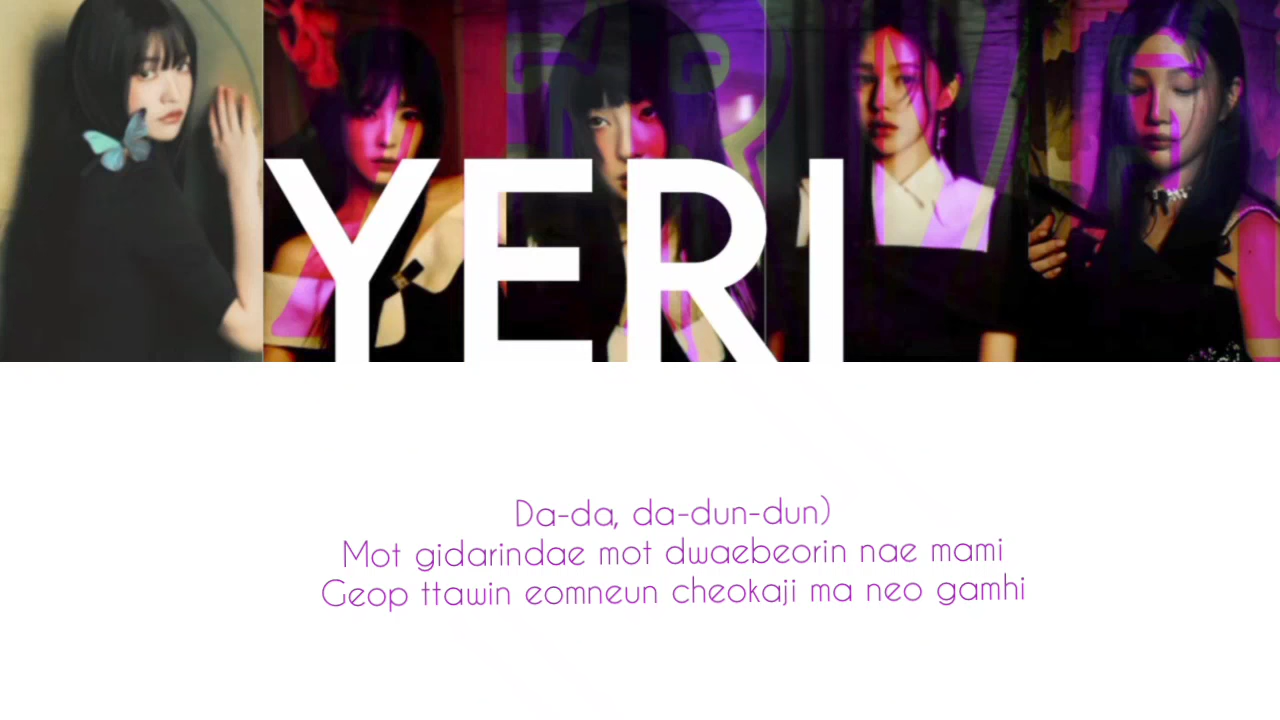 YERI
Da-da, da-dun-dun)
Mot gidarindae mot dwaebeorin nae mami
Geop ttawin eomneun cheokaji ma neo gamhi